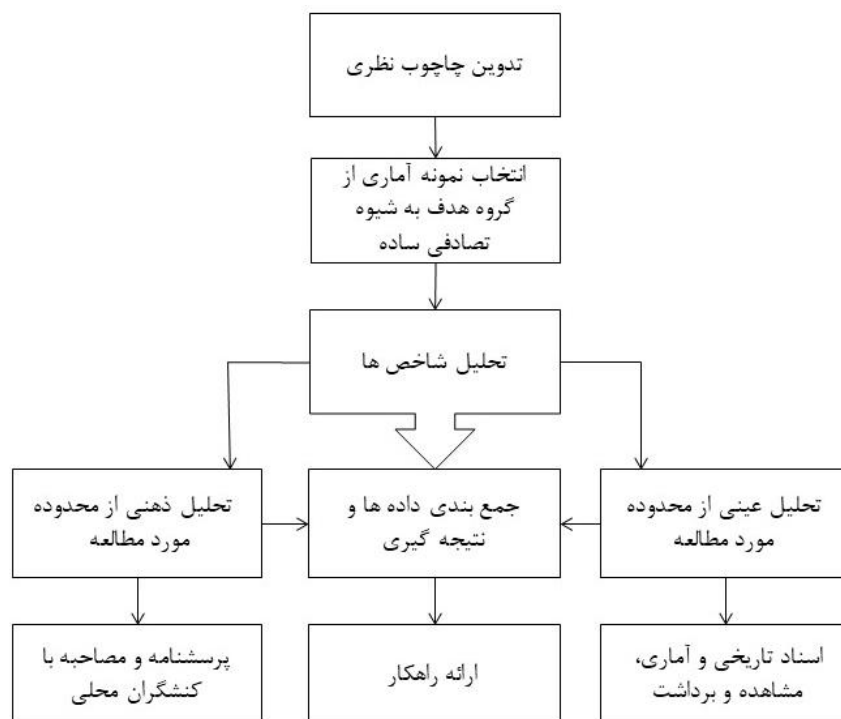 تدوین چاچوب نظری
انتخاب نمونه آماری از
گروه هدف به شیوه
تصادفی ساده
تحلیل شاخص ها
تحلیل عینی از محدوده
مورد مطالعه
جمع بندی داده ها و
نتیجه گیری
تحلیل ذهنی از محدوده
مورد مطالعه
اسناد تاریخی و آماری،
مشاهده و برداشت
ارائه راهکار
پرسشنامه و مصاحبه با
کنشگران محلی